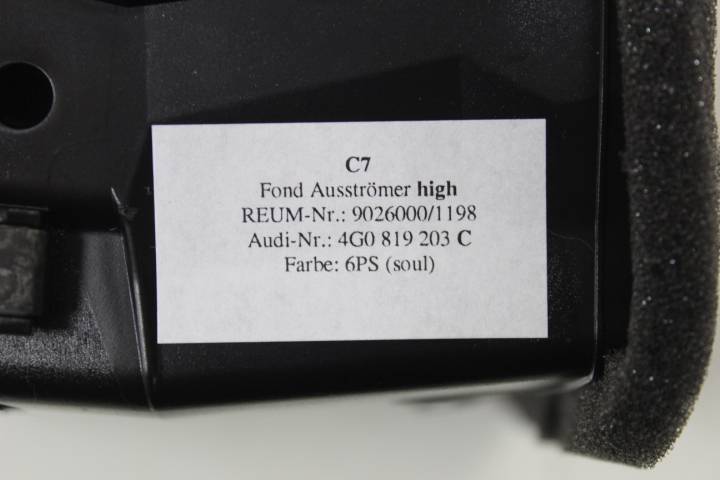 C7
Fond Ausströmer high
REUM-Nr.: 9026000/1198
Audi-Nr.: 4G0 819 203 C
Farbe: 6PS (soul)